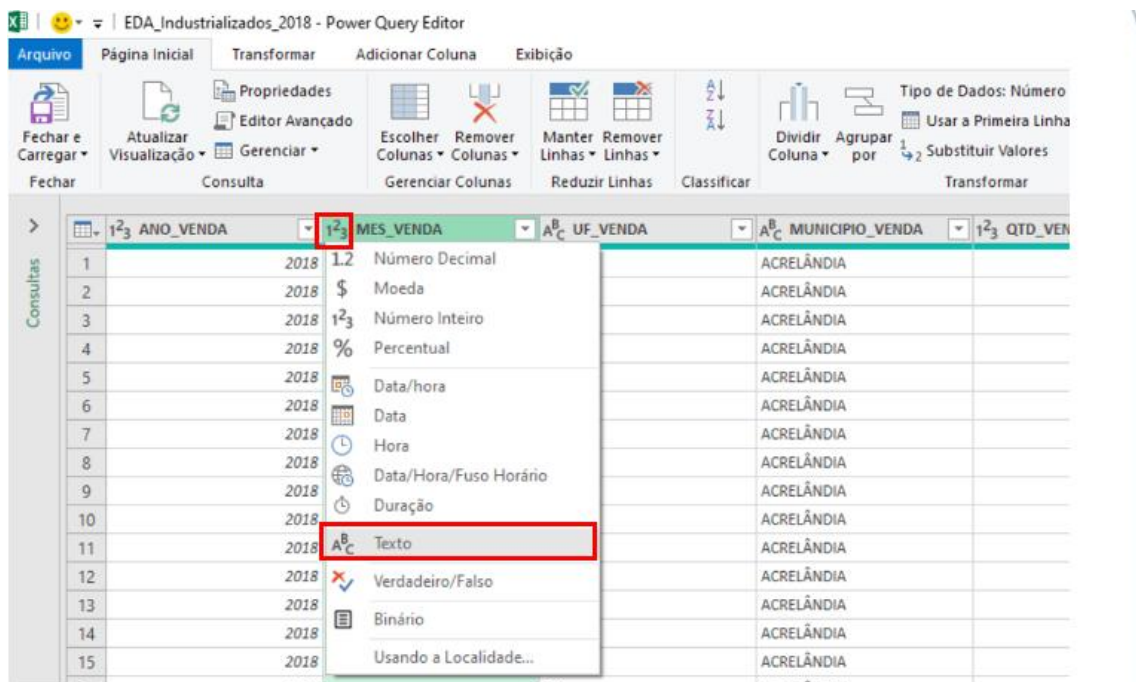 EDA_Industrializados_2018 - Power Query Editor
Arquivo Página Inicial Transformar Adicionar Coluna Exibição
Fechar e Carregar
Atualizar Visualização
Propriedades
Editor Avançado
Gerenciar
Escolher Colunas
Remover Colunas
Manter Linhas
Remover Linhas
Dividir Coluna
Agrupar por
Tipo de Dados: Número
Usar a Primeira Linha
Substituir Valores
Fechar Consulta Gerenciar Colunas Reduzir Linhas Classificar Transformar
Consultas
ANO_VENDA MES_VENDA UF_VENDA MUNICIPIO_VENDA QTD_VEN
1 2018 ACRELÂNDIA
2 2018 ACRELÂNDIA
3 2018 ACRELÂNDIA
4 2018 ACRELÂNDIA
5 2018 ACRELÂNDIA
6 2018 ACRELÂNDIA
7 2018 ACRELÂNDIA
8 2018 ACRELÂNDIA
9 2018 ACRELÂNDIA
10 2018 ACRELÂNDIA
11 2018 ACRELÂNDIA
12 2018 ACRELÂNDIA
13 2018 ACRELÂNDIA
14 2018 ACRELÂNDIA
15 2018 ACRELÂNDIA
1.2 Número Decimal
$ Moeda
123 Número Inteiro
% Percentual
Data/hora
Data
Hora
Data/Hora/Fuso Horário
Duração
ABC Texto
Verdadeiro/Falso
Binário
Usando a Localidade...